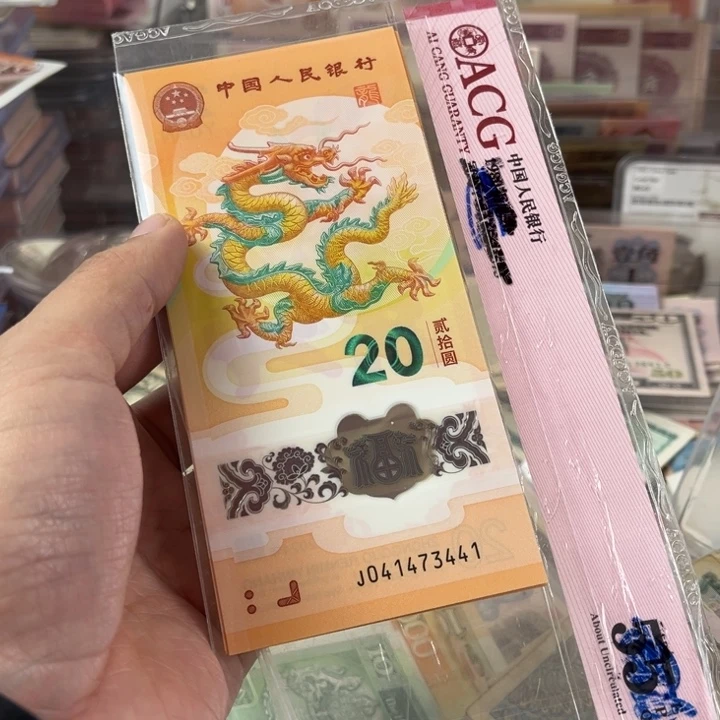 中国人民银行
20
贰拾圆
J041473441
ACG
AI CANG GUARANTY
中国人民银行
About Uncirculated